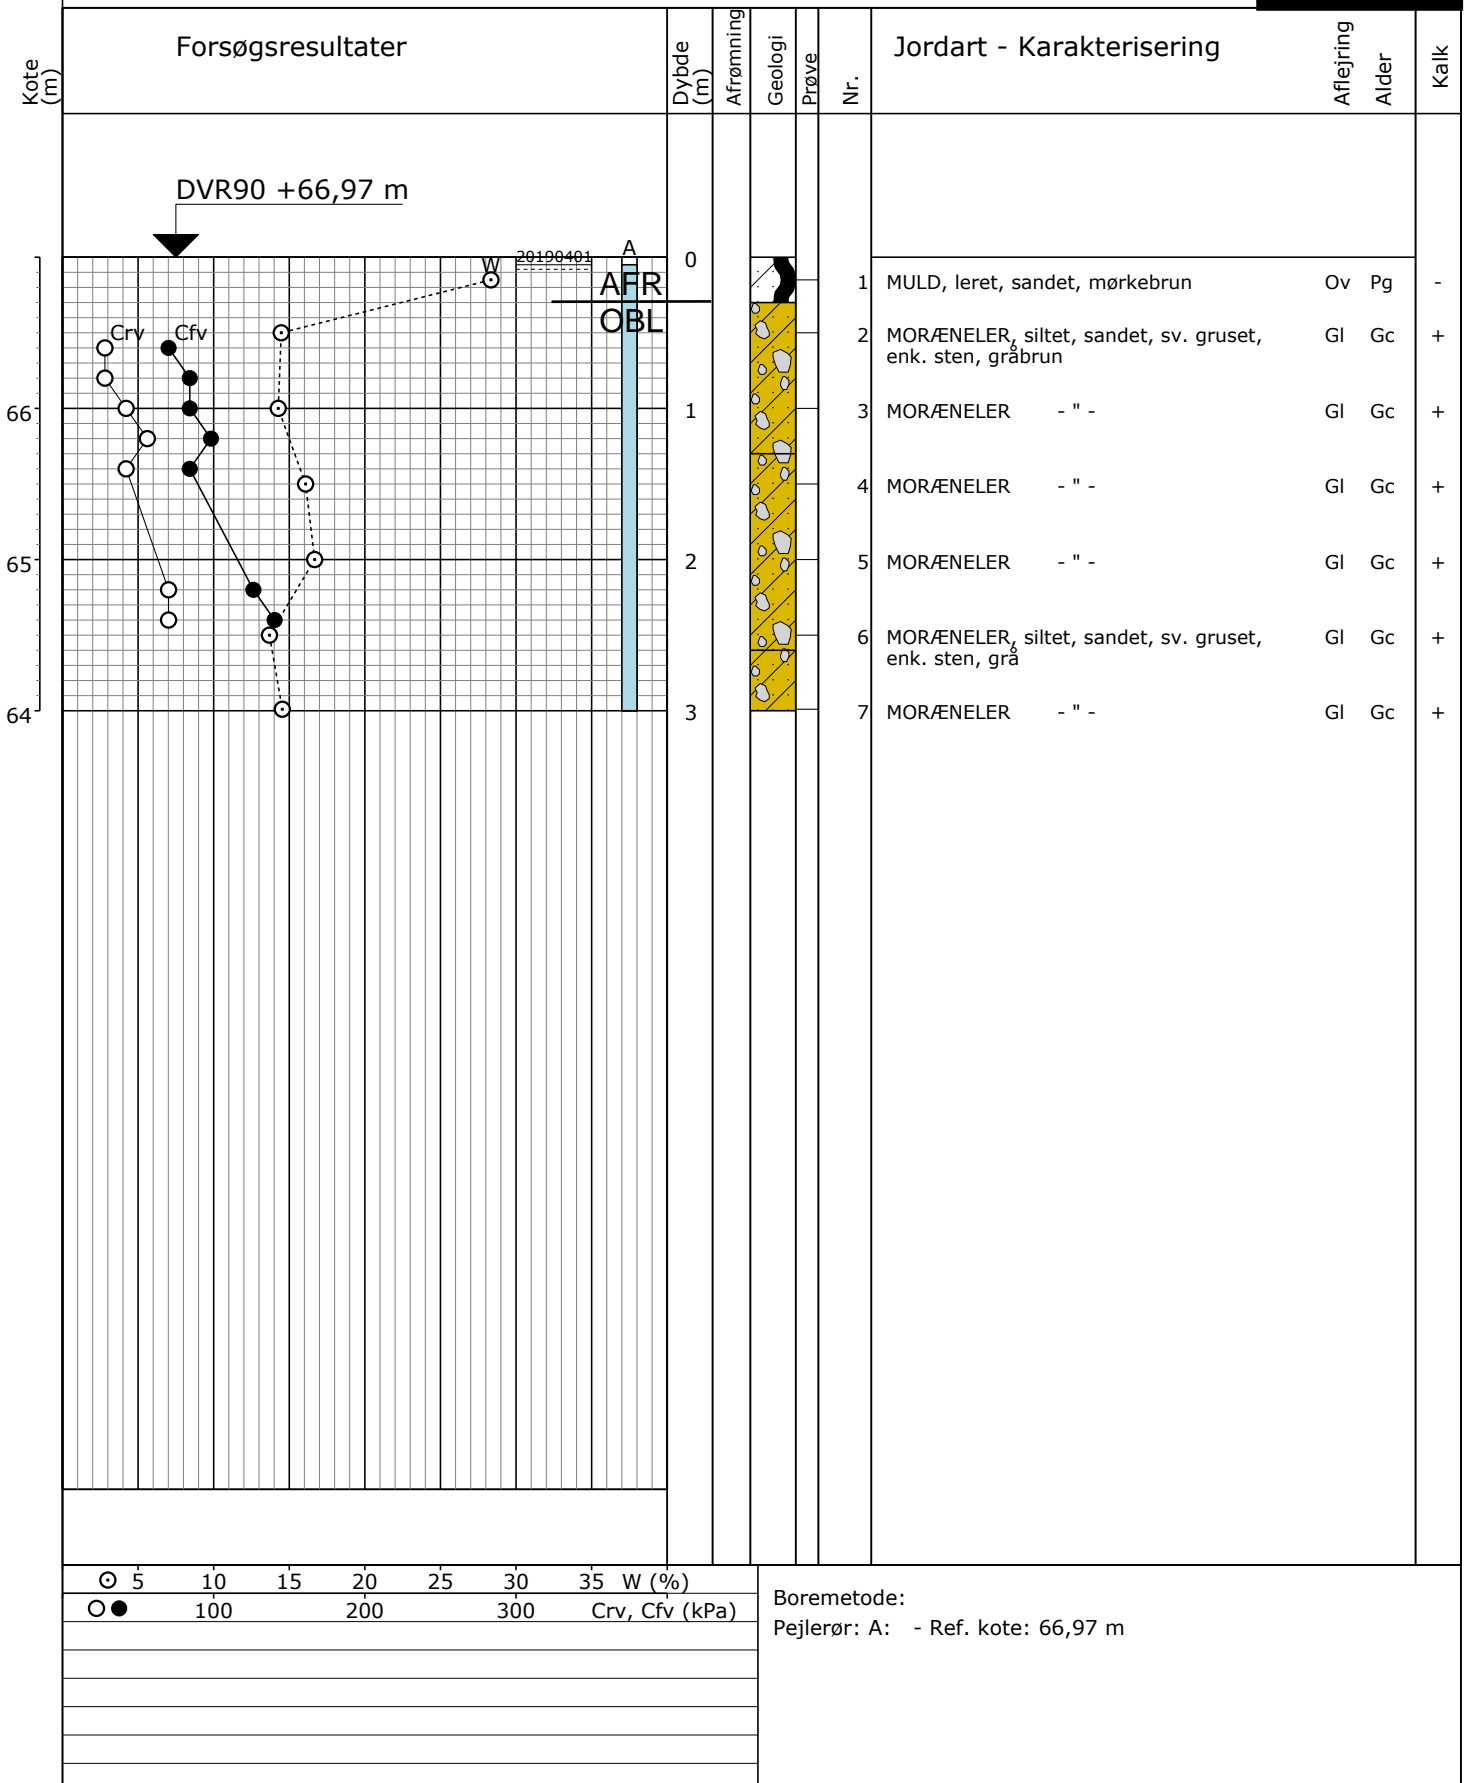 Kote (m)
Forsøgsresultater
Dybde (m)
Afrømning
Geologi
Prøve
Nr.
Jordart - Karakterisering
Aflejring
Alder
Kalk
DVR90 +66,97 m
W
20190401
A
0
AFR
OBL
1 MULD, leret, sandet, mørkebrun Ov Pg -
Crv Cfv
2 MORÆNELER, siltet, sandet, sv. gruset, Gl Gc +
enk. sten, gråbrun
66 1
3 MORÆNELER - " - Gl Gc +
4 MORÆNELER - " - Gl Gc +
65 2
5 MORÆNELER - " - Gl Gc +
6 MORÆNELER, siltet, sandet, sv. gruset, Gl Gc +
enk. sten, grå
64 3
7 MORÆNELER - " - Gl Gc +
5 10 15 20 25 30 35 W (%)
100 200 300 Crv, Cfv (kPa)
Boremetode:
Pejlerør: A: - Ref. kote: 66,97 m